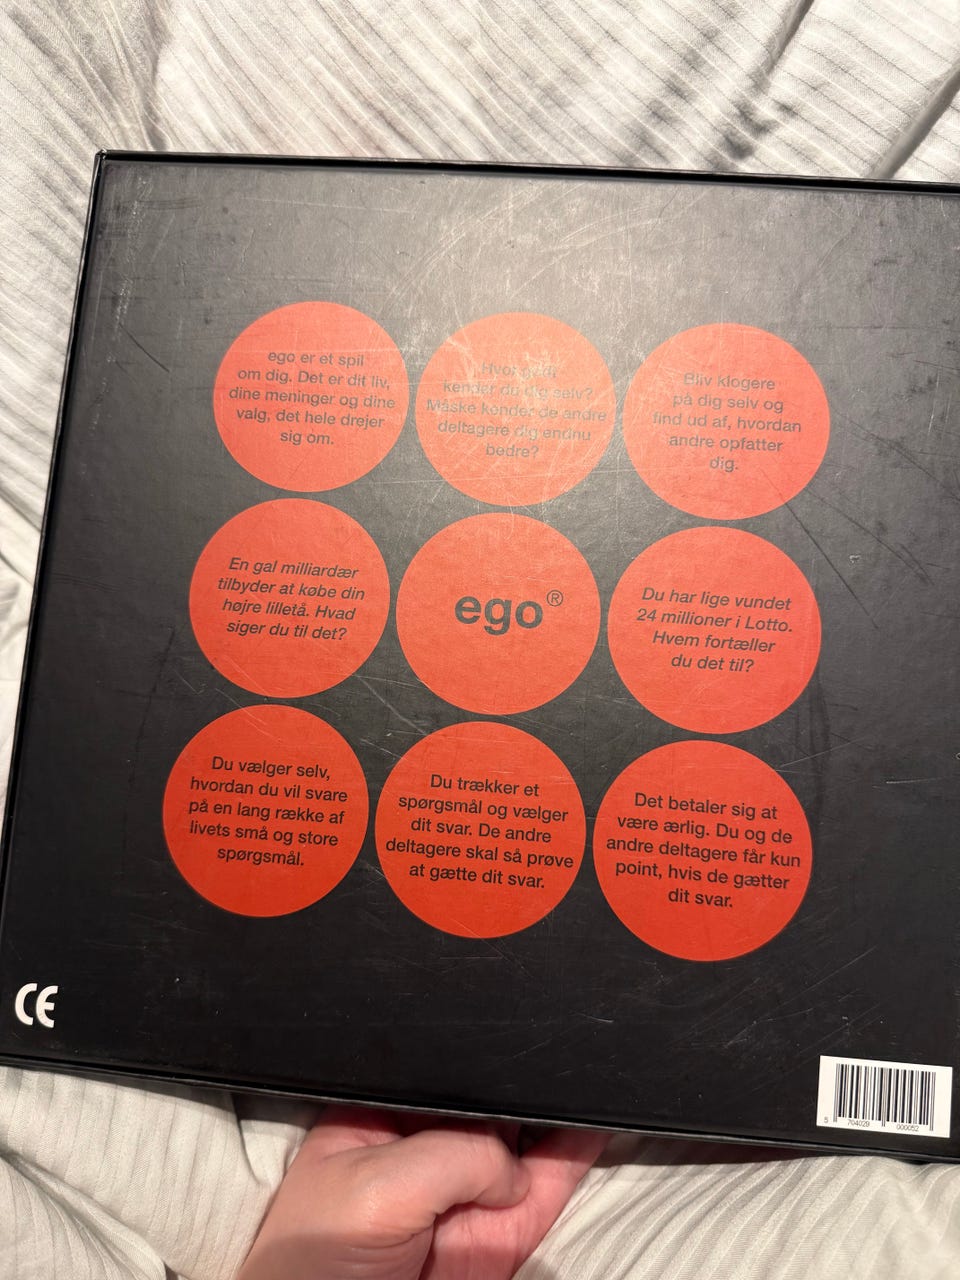 ego er et spil
om dig. Det er dit liv,
dine meninger og dine
valg, det hele drejer
sig om.
Hvor godt
kender du dig selv?
Måske kender de andre
deltagere dig endnu
bedre?
Bliv klogere
på dig selv og
find ud af, hvordan
andre opfatter
dig.
En gal milliardær
tilbyder at købe din
højre lilletå. Hvad
siger du til det?
ego®
Du har lige vundet
24 millioner i Lotto.
Hvem fortæller
du det til?
Du vælger selv,
hvordan du vil svare
på en lang række af
livets små og store
spørgsmål.
Du trækker et
spørgsmål og vælger
dit svar. De andre
deltagere skal så prøve
at gætte dit svar.
Det betaler sig at
være ærlig. Du og de
andre deltagere får kun
point, hvis de gætter
dit svar.
CE
5 704029 000052